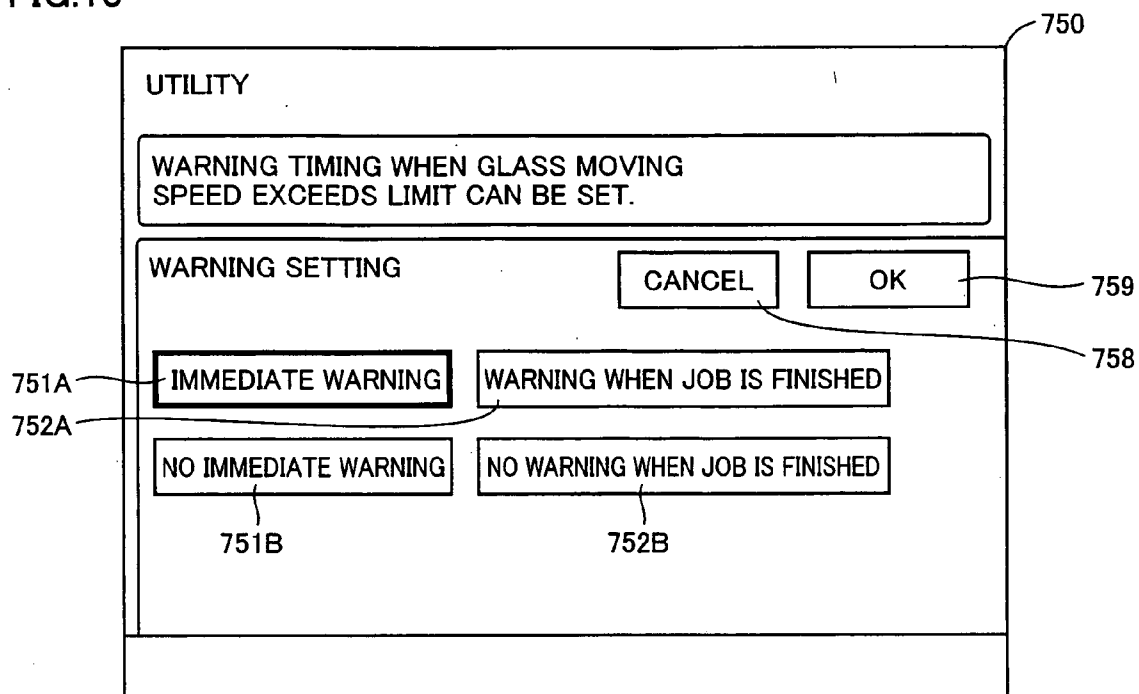 750
UTILITY
WARNING TIMING WHEN GLASS MOVING
SPEED EXCEEDS LIMIT CAN BE SET.
WARNING SETTING
CANCEL
OK
759
758
751A
IMMEDIATE WARNING
WARNING WHEN JOB IS FINISHED
752A
NO IMMEDIATE WARNING
NO WARNING WHEN JOB IS FINISHED
751B
752B